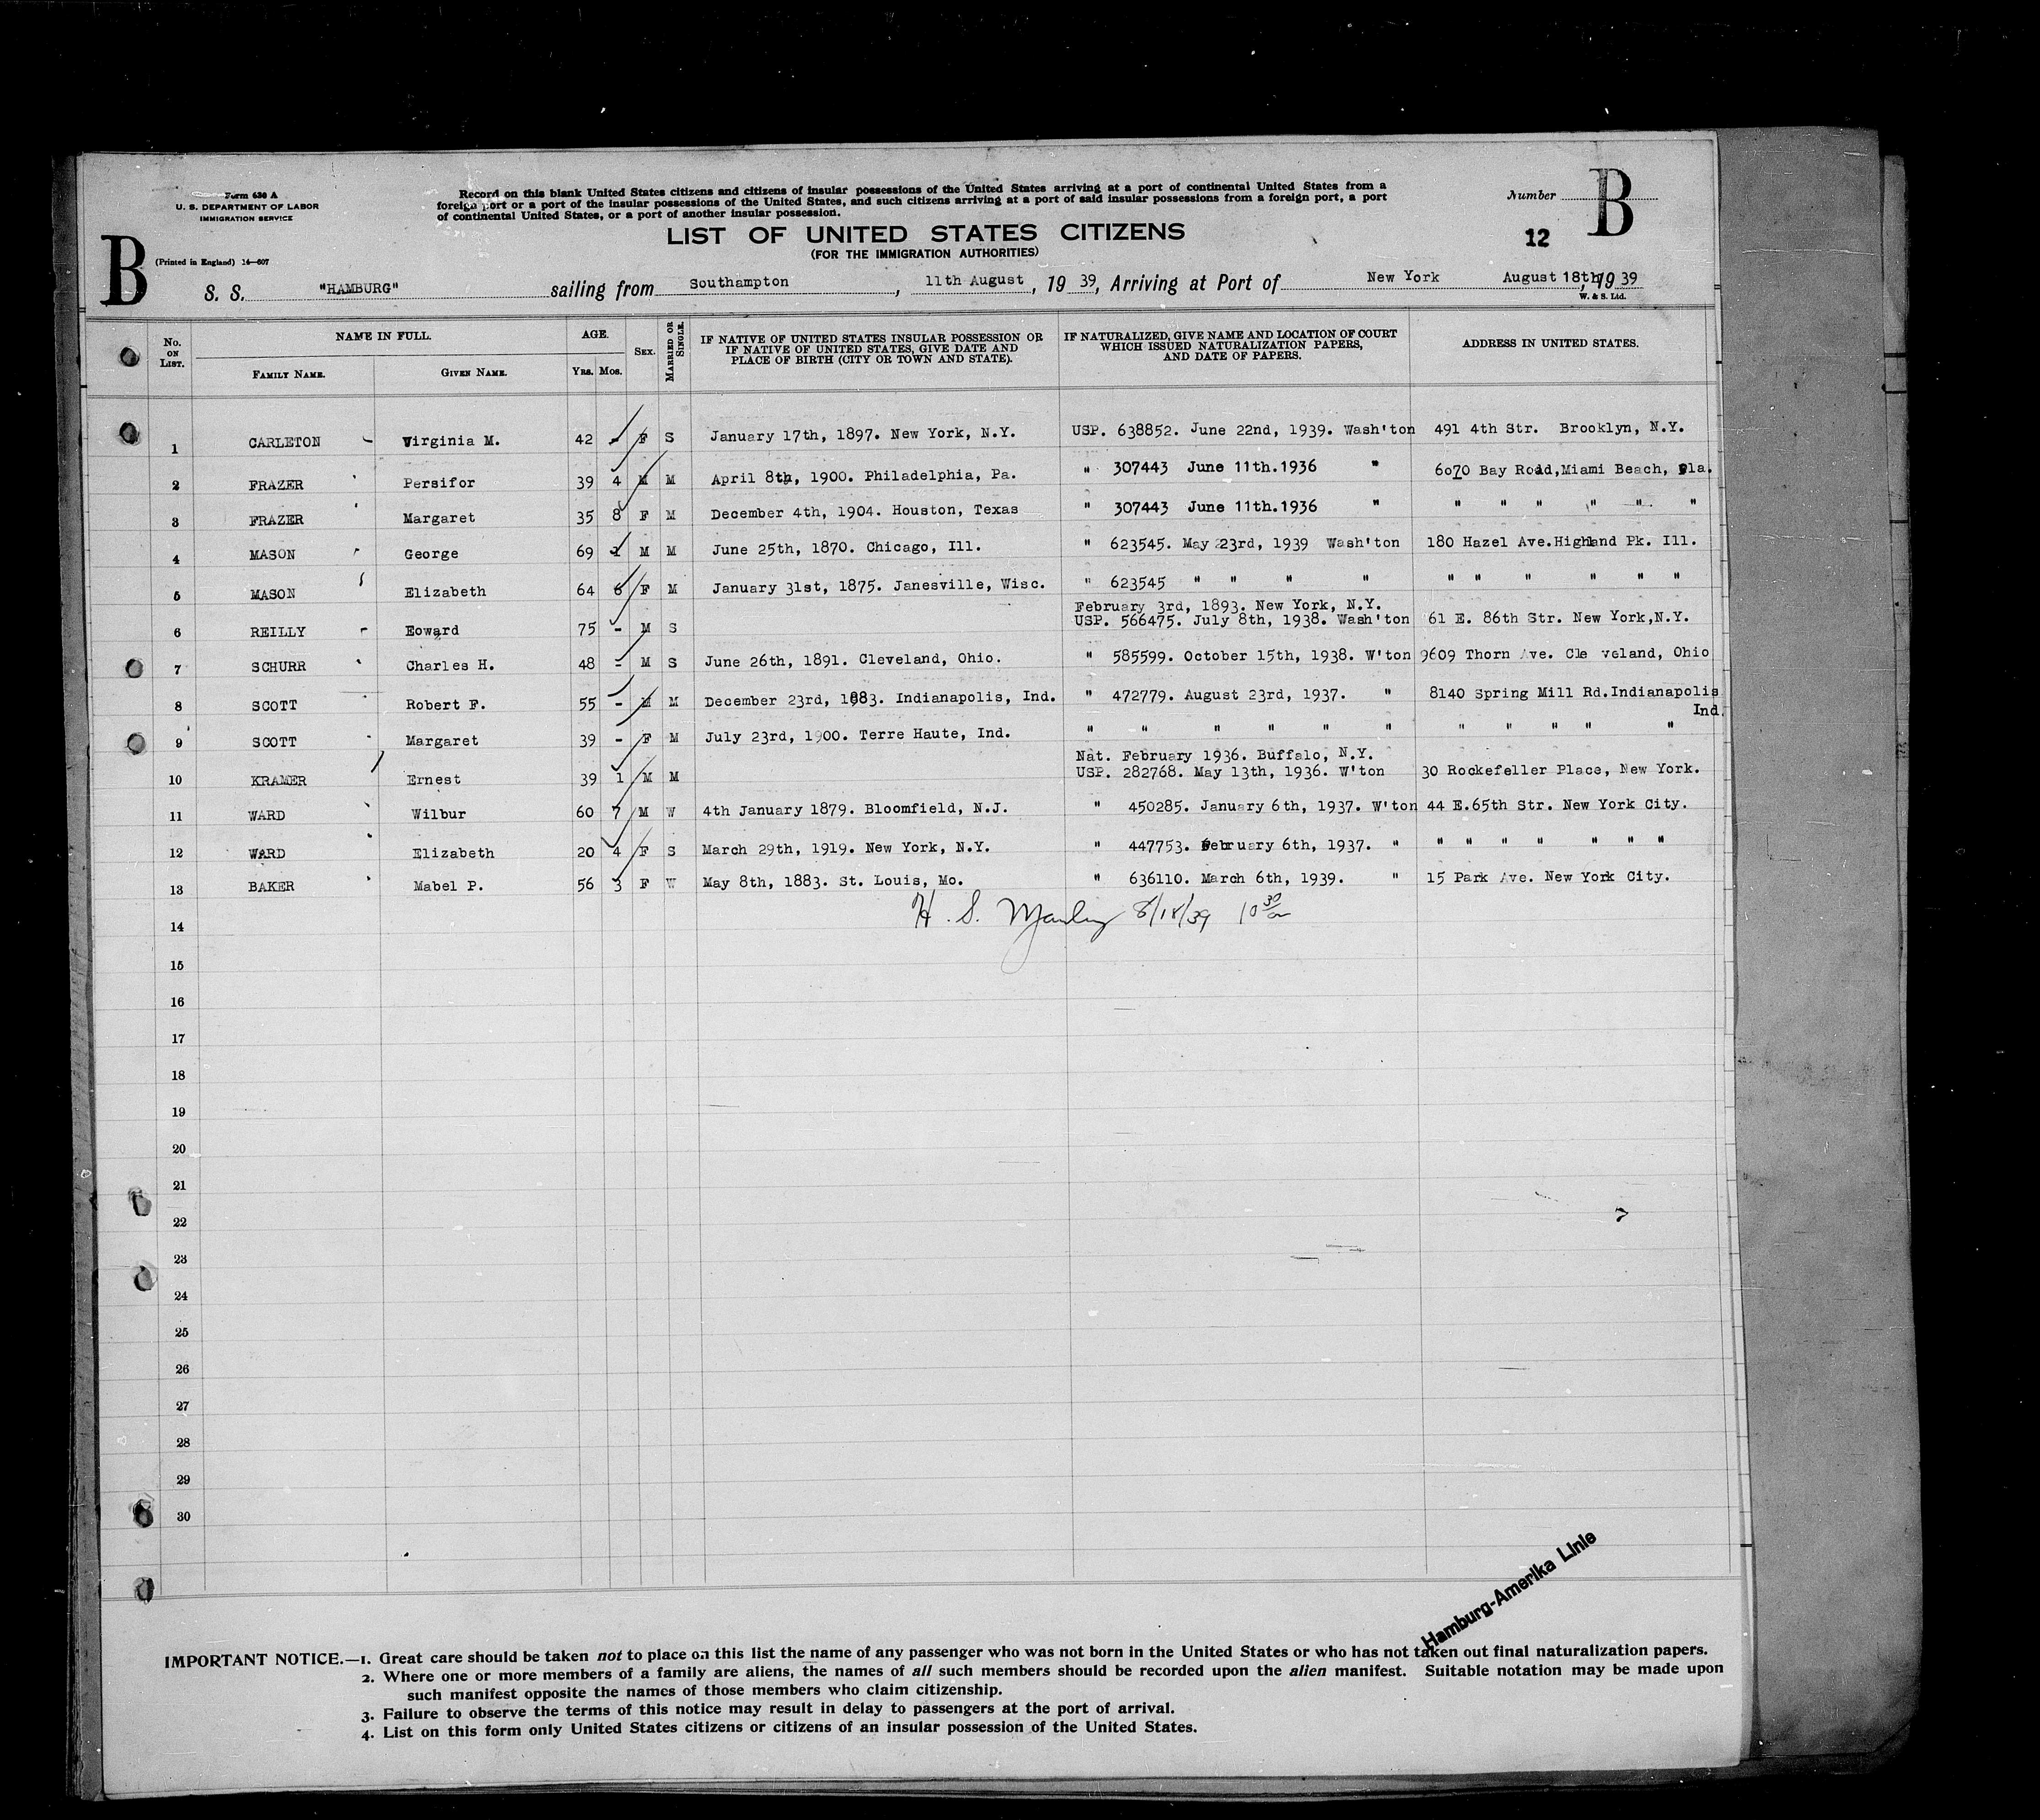 Form 630 A
U. S. DEPARTMENT OF LABOR
IMMIGRATION SERVICE
Record on this blank United States citizens and citizens of insular possessions of the United States arriving at a port of continental United States from a
foreign port or a port of the insular possessions of the United States, and such citizens arriving at a port of said insular possessions from a foreign port, a port
of continental United States, or a port of another insular possession.
Number B
LIST OF UNITED STATES CITIZENS
(FOR THE IMMIGRATION AUTHORITIES)
12
B
(Printed in England) 14—607
S. S. "HAMBURG" sailing from Southampton, 11th August, 1939, Arriving at Port of New York August 18th, 1939
W. & S. Ltd.
No. ON LIST. NAME IN FULL. AGE. SEX. MARRIED OR SINGLE. IF NATIVE OF UNITED STATES INSULAR POSSESSION OR IF NATIVE OF UNITED STATES, GIVE DATE AND PLACE OF BIRTH (CITY OR TOWN AND STATE). IF NATURALIZED, GIVE NAME AND LOCATION OF COURT WHICH ISSUED NATURALIZATION PAPERS, AND DATE OF PAPERS. ADDRESS IN UNITED STATES.
FAMILY NAME. GIVEN NAME. YRS. MOS.
1 CARLETON Virginia M. 42 - F S January 17th, 1897. New York, N.Y. USP. 638852. June 22nd, 1939. Wash'ton 491 4th Str. Brooklyn, N.Y.
2 FRAZER Persifor 39 4 M M April 8th, 1900. Philadelphia, Pa. " 307443 June 11th.1936 " 6070 Bay Road,Miami Beach, Fla.
3 FRAZER Margaret 35 8 F M December 4th, 1904. Houston, Texas " 307443 June 11th.1936 " " " " " " "
4 MASON George 69 1 M M June 25th, 1870. Chicago, Ill. " 623545. May 23rd, 1939 Wash'ton 180 Hazel Ave.Highland Pk. Ill.
5 MASON Elizabeth 64 6 F M January 31st, 1875. Janesville, Wisc. " 623545 " " " " " " " " " "
February 3rd, 1893. New York, N.Y.
6 REILLY Eoward 75 - M S USP. 566475. July 8th, 1938. Wash'ton 61 E. 86th Str. New York,N.Y.
7 SCHURR Charles H. 48 - M S June 26th, 1891. Cleveland, Ohio. " 585599. October 15th, 1938. W'ton 9609 Thorn Ave. Cle veland, Ohio
8 SCOTT Robert F. 55 - M M December 23rd, 1883. Indianapolis, Ind. " 472779. August 23rd, 1937. " 8140 Spring Mill Rd.Indianapolis
Ind.
9 SCOTT Margaret 39 - F M July 23rd, 1900. Terre Haute, Ind. " " " " " " " " " " "
Nat. February 1936. Buffalo, N.Y.
10 KRAMER Ernest 39 1 M M USP. 282768. May 13th, 1936. W'ton 30 Rockefeller Place, New York.
11 WARD Wilbur 60 7 M W 4th January 1879. Bloomfield, N.J. " 450285. January 6th, 1937. W'ton 44 E.65th Str. New York City.
12 WARD Elizabeth 20 4 F S March 29th, 1919. New York, N.Y. " 447753. February 6th, 1937. " " " " " " " "
13 BAKER Mabel P. 56 3 F W May 8th, 1883. St. Louis, Mo. " 636110. March 6th, 1939. " 15 Park Ave. New York City.
H. S. 8/18/39 10 30
14
15
16
17
18
19
20
21
22
23
24
25
26
27
28
29
30
Hamburg-Amerika Linie
IMPORTANT NOTICE.—1. Great care should be taken not to place on this list the name of any passenger who was not born in the United States or who has not taken out final naturalization papers.
2. Where one or more members of a family are aliens, the names of all such members should be recorded upon the alien manifest. Suitable notation may be made upon
such manifest opposite the names of those members who claim citizenship.
3. Failure to observe the terms of this notice may result in delay to passengers at the port of arrival.
4. List on this form only United States citizens or citizens of an insular possession of the United States.